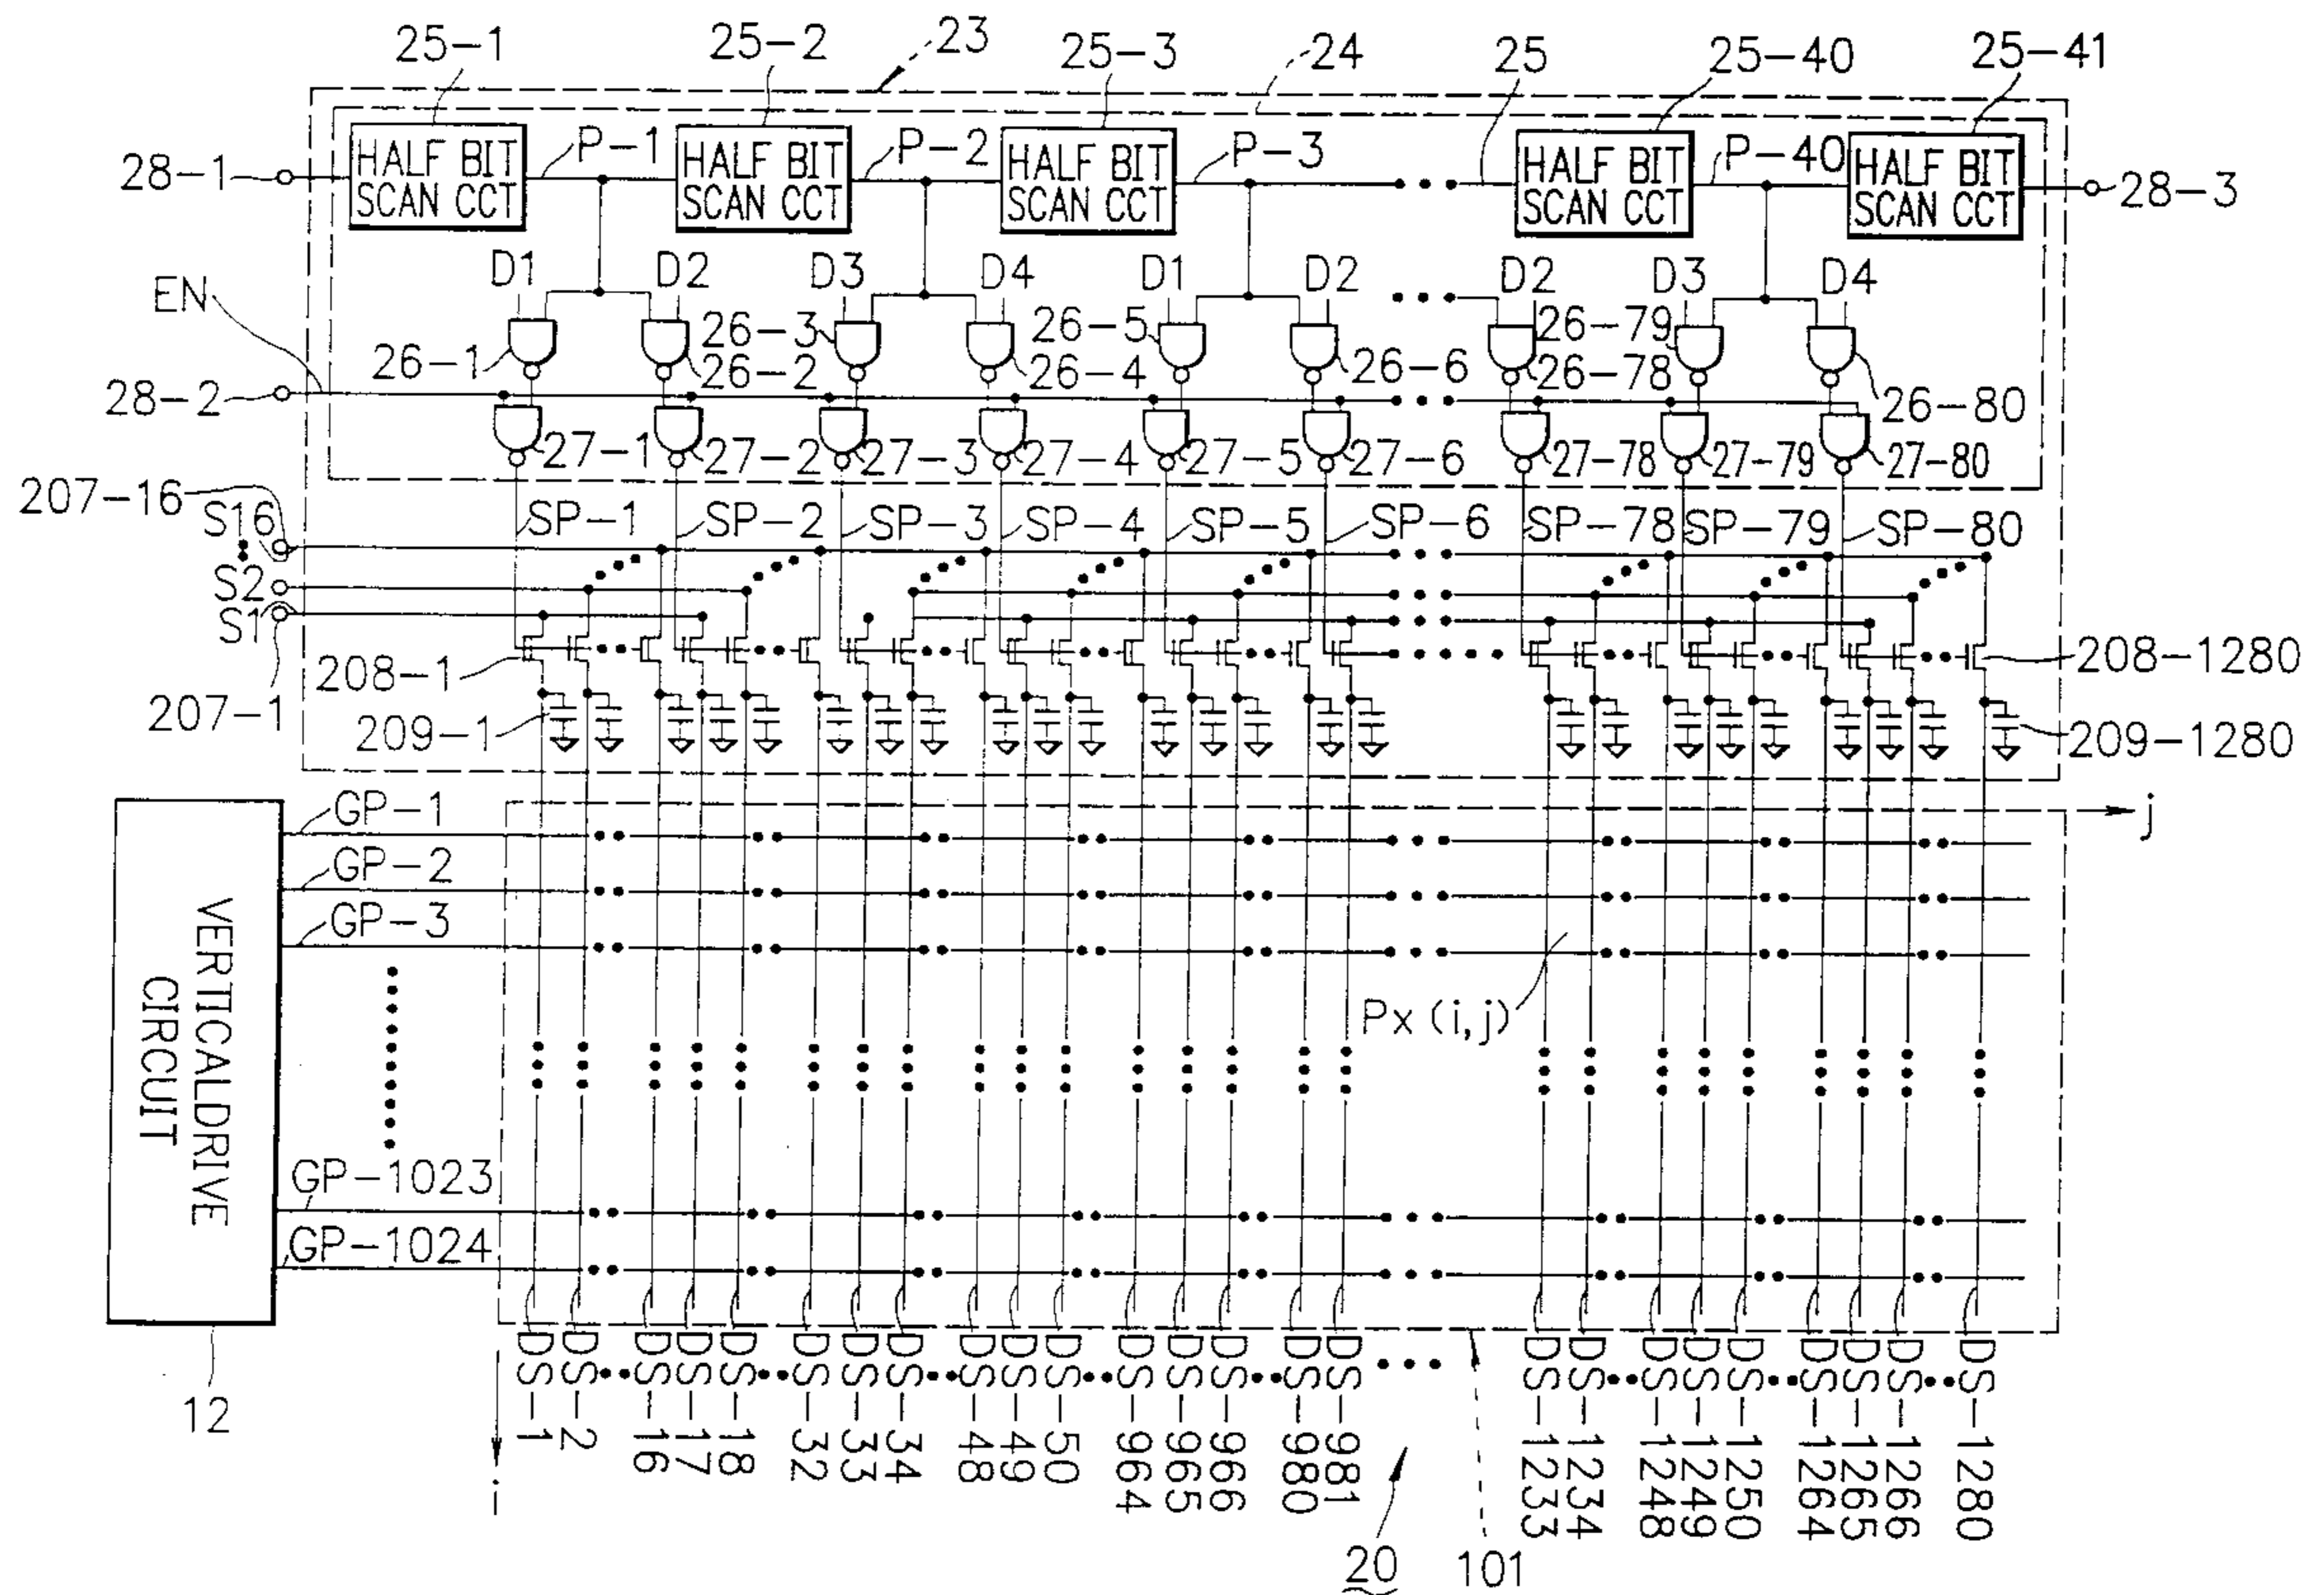 25-1 25-2 25-3 23 24 25 25-40 25-41
28-1 HALF BIT SCAN CCT P-1 HALF BIT SCAN CCT P-2 HALF BIT SCAN CCT P-3 HALF BIT SCAN CCT P-40 HALF BIT SCAN CCT 28-3
D1 D2 D3 D4 D1 D2 D2 D3 D4
EN
26-1 26-2 26-3 26-4 26-5 26-6 26-78 26-79 26-80
28-2
27-1 27-2 27-3 27-4 27-5 27-6 27-78 27-79 27-80
207-16
SP-1 SP-2 SP-3 SP-4 SP-5 SP-6 SP-78 SP-79 SP-80
S16
S2
S1
208-1 208-1280
207-1
209-1 209-1280
GP-1 j
GP-2
GP-3
VERTICALDRIVE
CIRCUIT
Px (i,j)
GP-1023
GP-1024
12
i
DS-1 DS-2 DS-16 DS-17 DS-18 DS-32 DS-33 DS-34 DS-48 DS-49 DS-50 DS-964 DS-965 DS-966 DS-980 DS-981 DS-1233 DS-1234 DS-1248 DS-1249 DS-1250 DS-1264 DS-1265 DS-1266 DS-1280
20 101